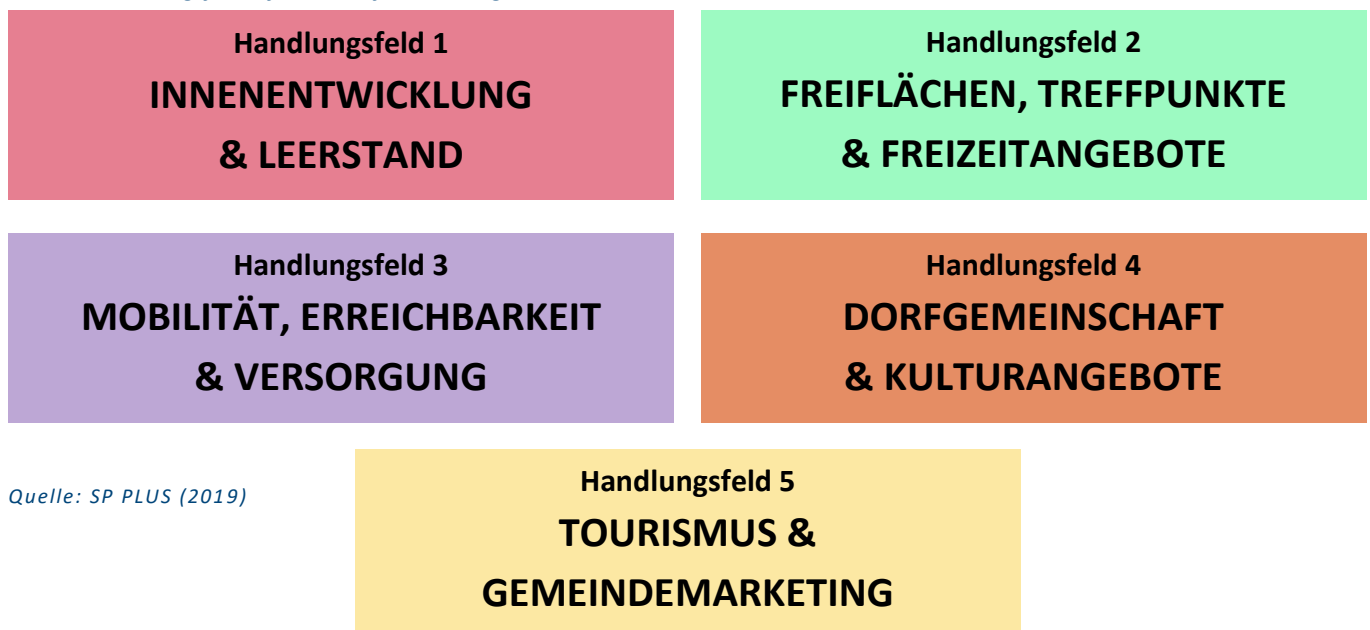 Handlungsfeld 1
INNENENTWICKLUNG
& LEERSTAND
Handlungsfeld 2
FREIFLÄCHEN, TREFFPUNKTE
& FREIZEITANGEBOTE
Handlungsfeld 3
MOBILITÄT, ERREICHBARKEIT
& VERSORGUNG
Handlungsfeld 4
DORFGEMEINSCHAFT
& KULTURANGEBOTE
Quelle: SP PLUS (2019)
Handlungsfeld 5
TOURISMUS &
GEMEINDEMARKETING